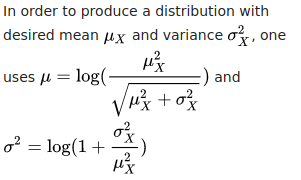 In order to produce a distribution with
desired mean μ_X and variance σ_X^2, one
uses μ = log(μ_X^2 / √(μ_X^2 + σ_X^2)) and
σ^2 = log(1 + σ_X^2 / μ_X^2)